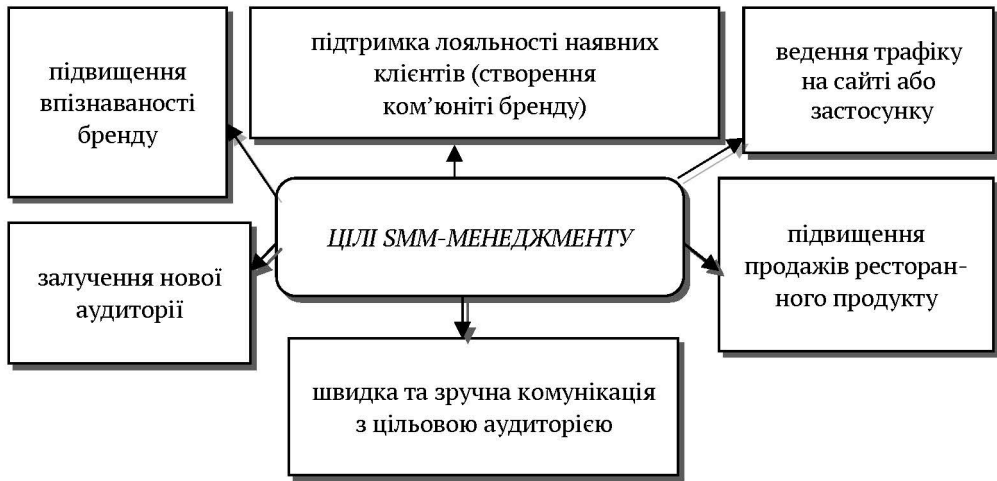 підвищення
впізнаваності
бренду
підтримка лояльності наявних
клієнтів (створення
ком’юніті бренду)
ведення трафіку
на сайті або
застосунку
ЦІЛІ SMM-МЕНЕДЖМЕНТУ
залучення нової
аудиторії
підвищення
продажів ресторан-
ного продукту
швидка та зручна комунікація
з цільовою аудиторією